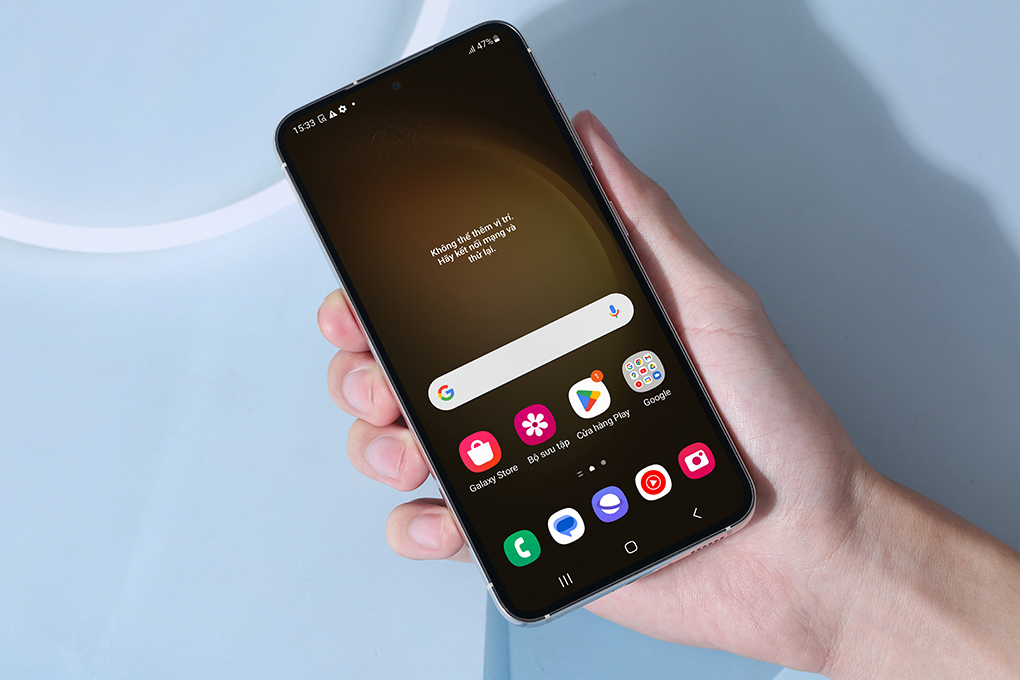 15:33
47%
Không thể thêm vị trí.
Hãy kết nối mạng và
thử lại.
Galaxy Store
Bộ sưu tập
1
Cửa hàng Play
Google